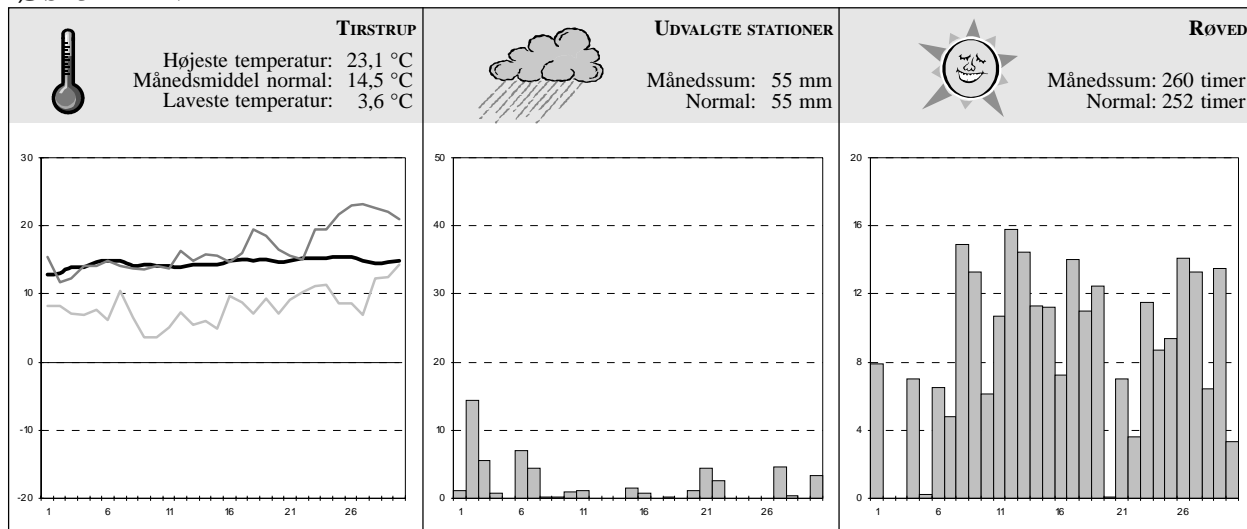 TIRSTRUP
Højeste temperatur: 23,1 °C
Månedsmiddel normal: 14,5 °C
Laveste temperatur: 3,6 °C
UDVALGTE STATIONER
Månedssum: 55 mm
Normal: 55 mm
RØVED
Månedssum: 260 timer
Normal: 252 timer
30
20
10
0
-10
-20
1 6 11 16 21 26
50
40
30
20
10
0
1 6 11 16 21 26
20
16
12
8
4
0
1 6 11 16 21 26